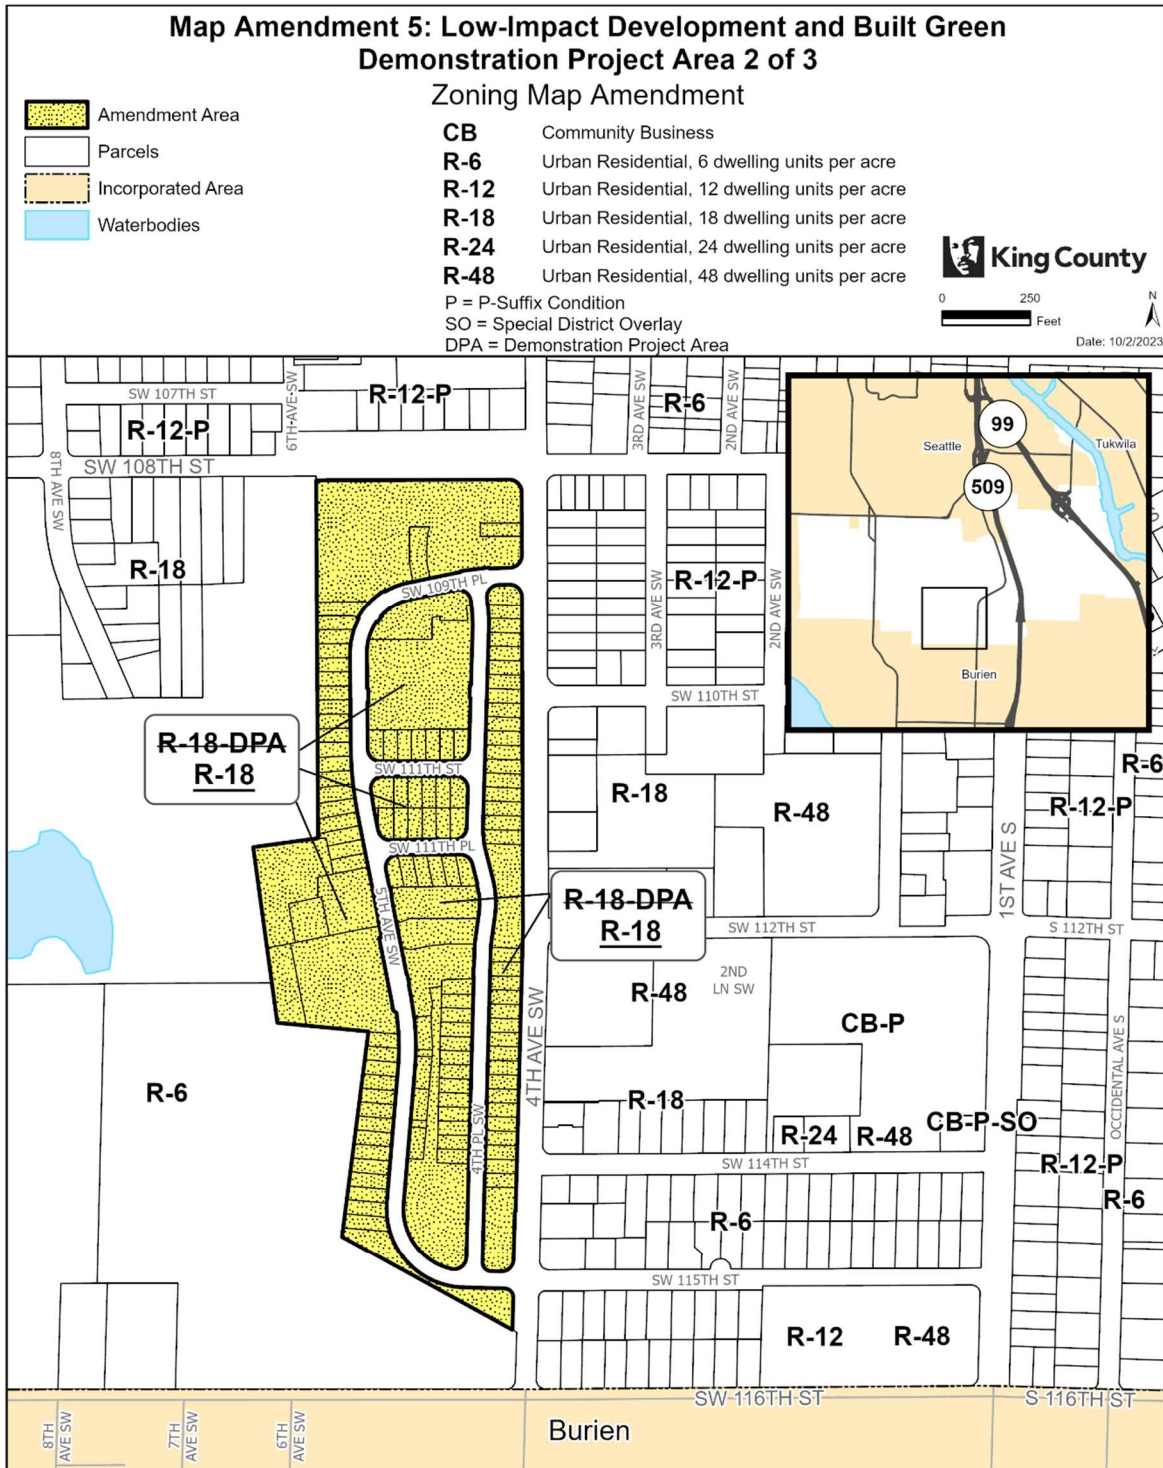 Map Amendment 5: Low-Impact Development and Built Green
Demonstration Project Area 2 of 3
Zoning Map Amendment
Amendment Area
Parcels
Incorporated Area
Waterbodies
CB Community Business
R-6 Urban Residential, 6 dwelling units per acre
R-12 Urban Residential, 12 dwelling units per acre
R-18 Urban Residential, 18 dwelling units per acre
R-24 Urban Residential, 24 dwelling units per acre
R-48 Urban Residential, 48 dwelling units per acre
P = P-Suffix Condition
SO = Special District Overlay
DPA = Demonstration Project Area
King County
0 250
Feet
N
Date: 10/2/2023
SW 107TH ST
6TH AVE SW
R-12-P
R-12-P
3RD AVE SW
R-6
2ND AVE SW
8TH AVE SW
SW 108TH ST
99
Seattle
Tukwila
509
Burien
R-18
SW 109TH PL
R-12-P
3RD AVE SW
2ND AVE SW
SW 110TH ST
R-18-DPA
R-18
SW 111TH ST
R-18
R-48
R-6
R-12-P
SW 111TH PL
1ST AVE S
5TH AVE SW
R-18-DPA
R-18
SW 112TH ST
S 112TH ST
2ND
LN SW
R-48
CB-P
4TH AVE SW
OCCIDENTAL AVE S
R-6
R-18
4TH PL SW
R-24
R-48
CB-P-SO
SW 114TH ST
R-12-P
R-6
R-6
SW 115TH ST
R-12
R-48
SW 116TH ST
S 116TH ST
8TH
AVE SW
7TH
AVE SW
6TH
AVE SW
Burien